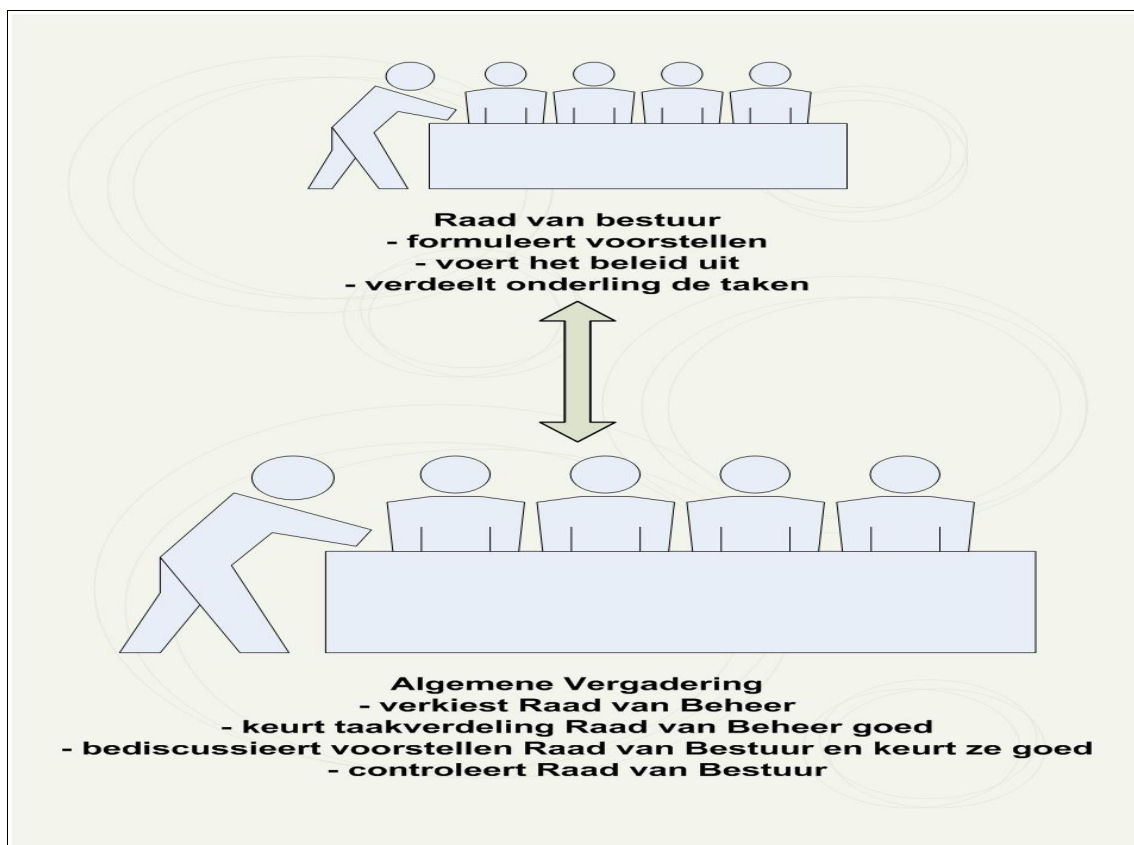 Raad van bestuur
- formuleert voorstellen
- voert het beleid uit
- verdeelt onderling de taken
Algemene Vergadering
- verkiest Raad van Beheer
- keurt taakverdeling Raad van Beheer goed
- bediscussieert voorstellen Raad van Bestuur en keurt ze goed
- controleert Raad van Bestuur